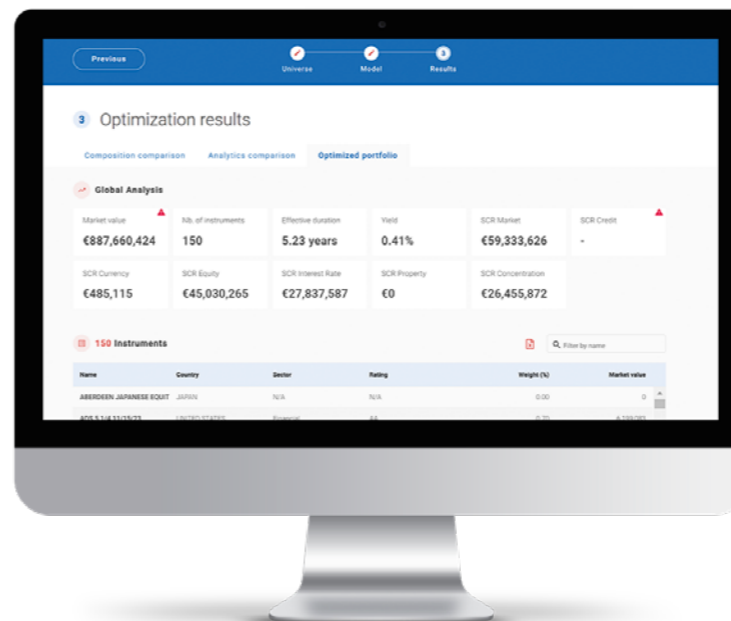 Previous
Universe
Model
3
Results
3 Optimization results
Composition comparison Analytics comparison Optimized portfolio
Global Analysis
Market value Nb. of instruments Effective duration Yield SCR Market SCR Credit
€887,660,424 150 5.23 years 0.41% €59,333,626 -
SCR Currency SCR Equity SCR Interest Rate SCR Property SCR Concentration
€485,115 €45,030,265 €27,837,587 €0 €26,455,872
150 Instruments
Filter by name
Name Country Sector Rating Weight (%) Market value
ABERDEEN JAPANESE EQUIT JAPAN N/A N/A 0.00 0
UNITED STATES Financial